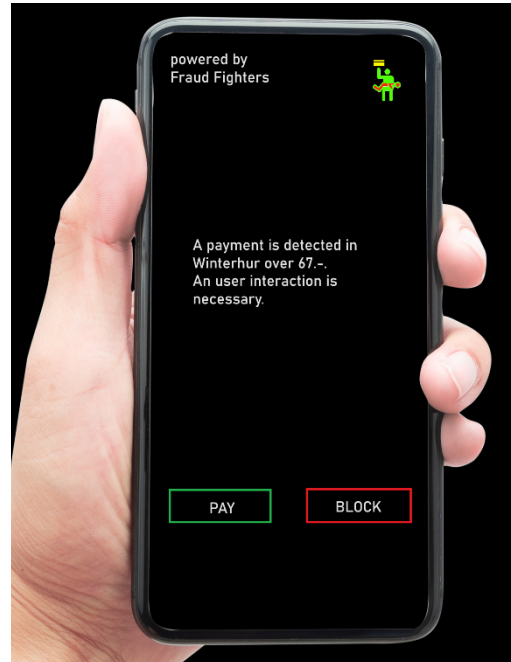 powered by
Fraud Fighters
A payment is detected in
Winterhur over 67.-.
An user interaction is
necessary.
PAY
BLOCK